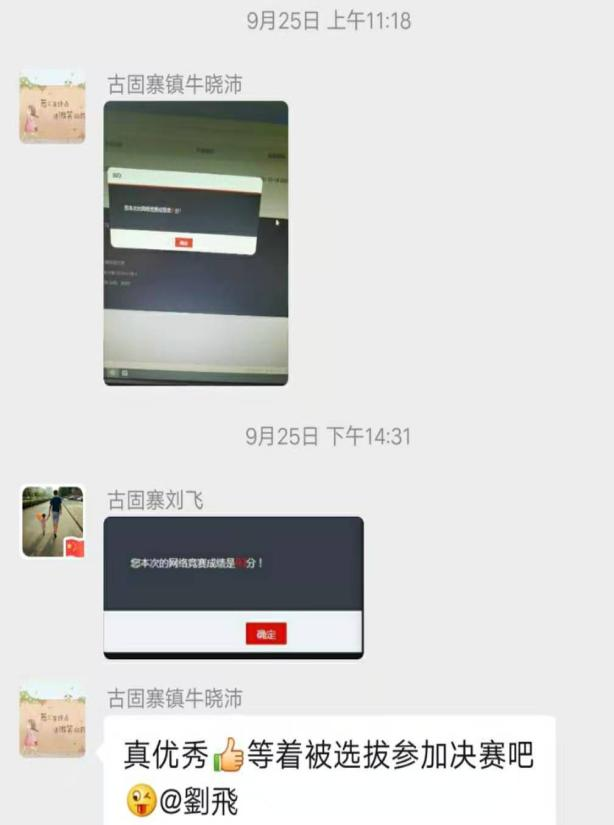 9月25日 上午11:18
古固寨镇牛晓沛
确定
9月25日 下午14:31
古固寨刘飞
您本次的网络竞赛成绩是分！
确定
古固寨镇牛晓沛
真优秀👍等着被选拔参加决赛吧
😜@劉飛